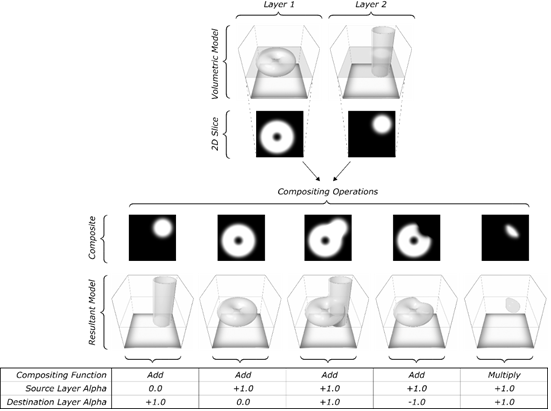 Layer 1 Layer 2
Volumetric Model
2D Slice
Compositing Operations
Composite
Resultant Model
Compositing Function Add Add Add Add Multiply
Source Layer Alpha 0.0 +1.0 +1.0 +1.0 +1.0
Destination Layer Alpha +1.0 0.0 +1.0 -1.0 +1.0